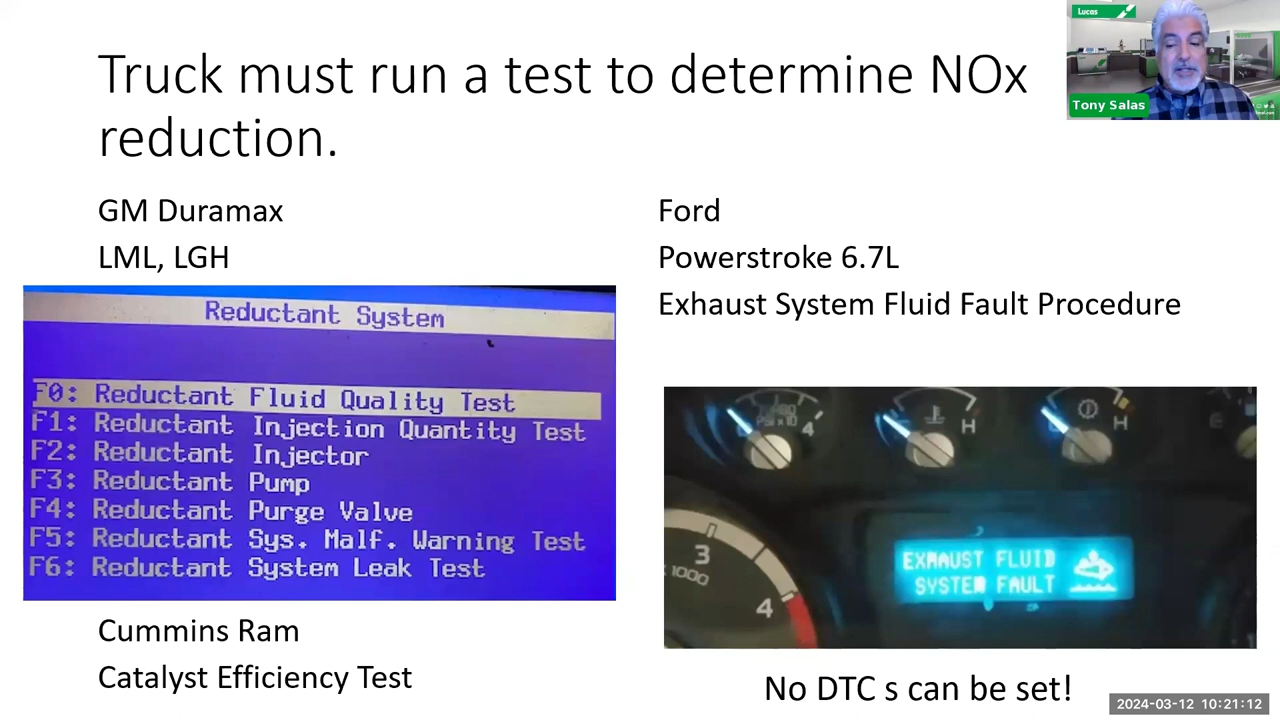 Truck must run a test to determine NOx
reduction.
GM Duramax
LML, LGH
Reductant System
F0: Reductant Fluid Quality Test
F1: Reductant Injection Quantity Test
F2: Reductant Injector
F3: Reductant Pump
F4: Reductant Purge Valve
F5: Reductant Sys. Malf. Warning Test
F6: Reductant System Leak Test
Cummins Ram
Catalyst Efficiency Test
Ford
Powerstroke 6.7L
Exhaust System Fluid Fault Procedure
4
H
H
3
x 1000
4
EXHAUST FLUID
SYSTEM FAULT
No DTC s can be set!
Lucas
Tony Salas
2024-03-12 10:21:12